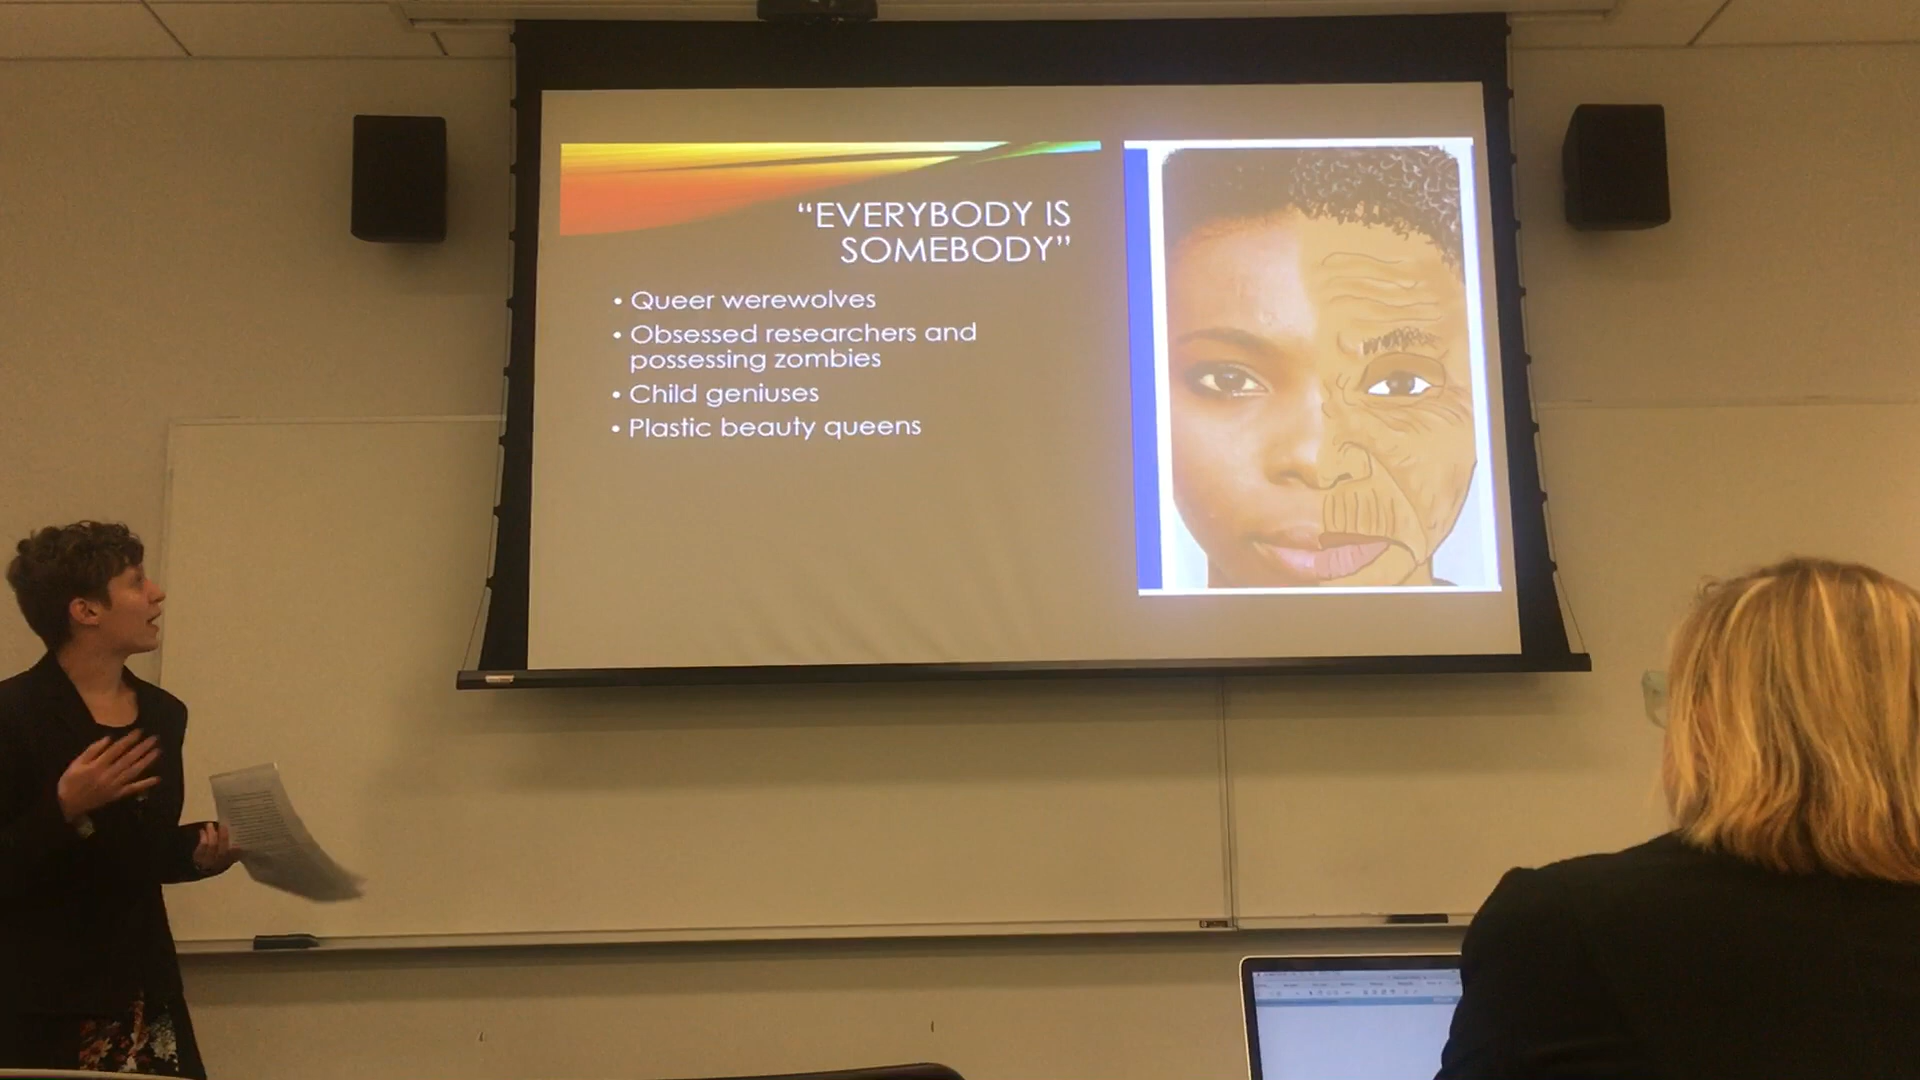 “EVERYBODY IS
SOMEBODY”
• Queer werewolves
• Obsessed researchers and
possessing zombies
• Child geniuses
• Plastic beauty queens